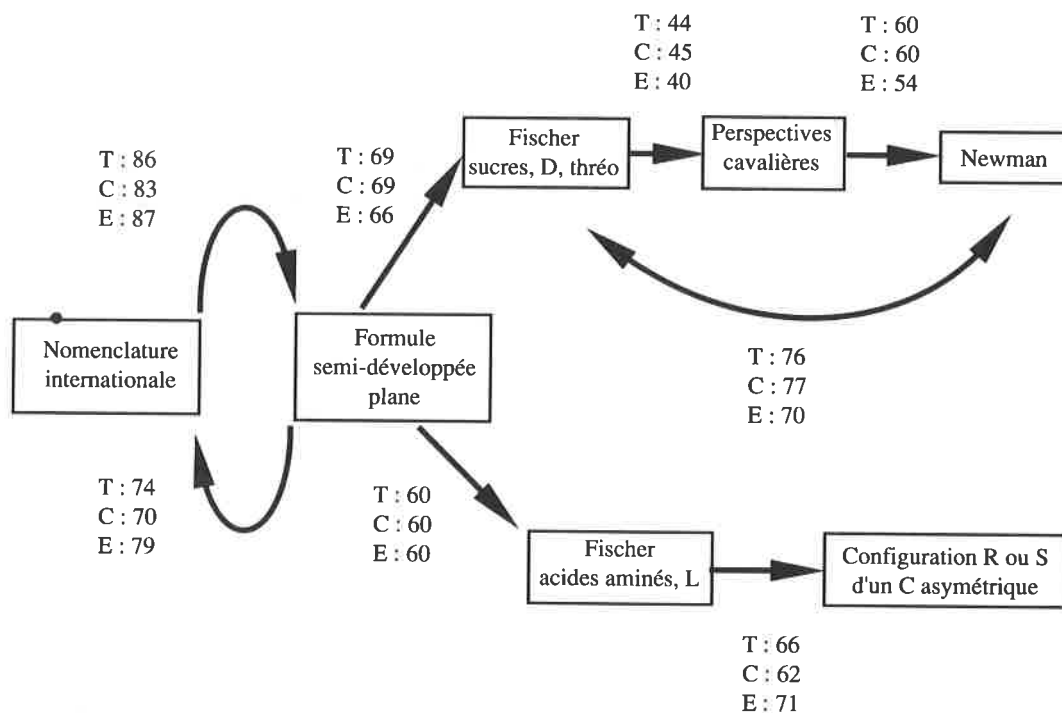 T : 44
C : 45
E : 40
T : 60
C : 60
E : 54
Fischer
sucres, D, thréo
Perspectives
cavalières
Newman
T : 86
C : 83
E : 87
T : 69
C : 69
E : 66
Nomenclature
internationale
Formule
semi-développée
plane
T : 76
C : 77
E : 70
T : 74
C : 70
E : 79
T : 60
C : 60
E : 60
Fischer
acides aminés, L
Configuration R ou S
d'un C asymétrique
T : 66
C : 62
E : 71